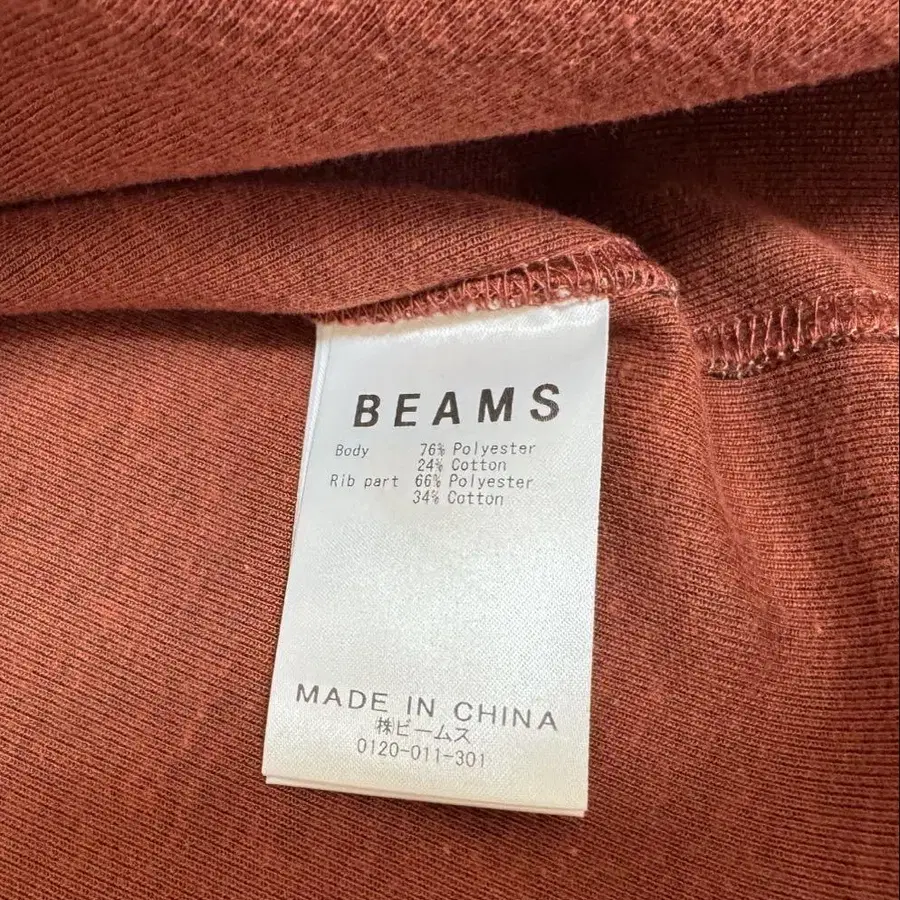 BEAMS
Body 76% Polyester
24% Cotton
Rib part 66% Polyester
34% Cotton
MADE IN CHINA
㈱ビームス
0120-011-301